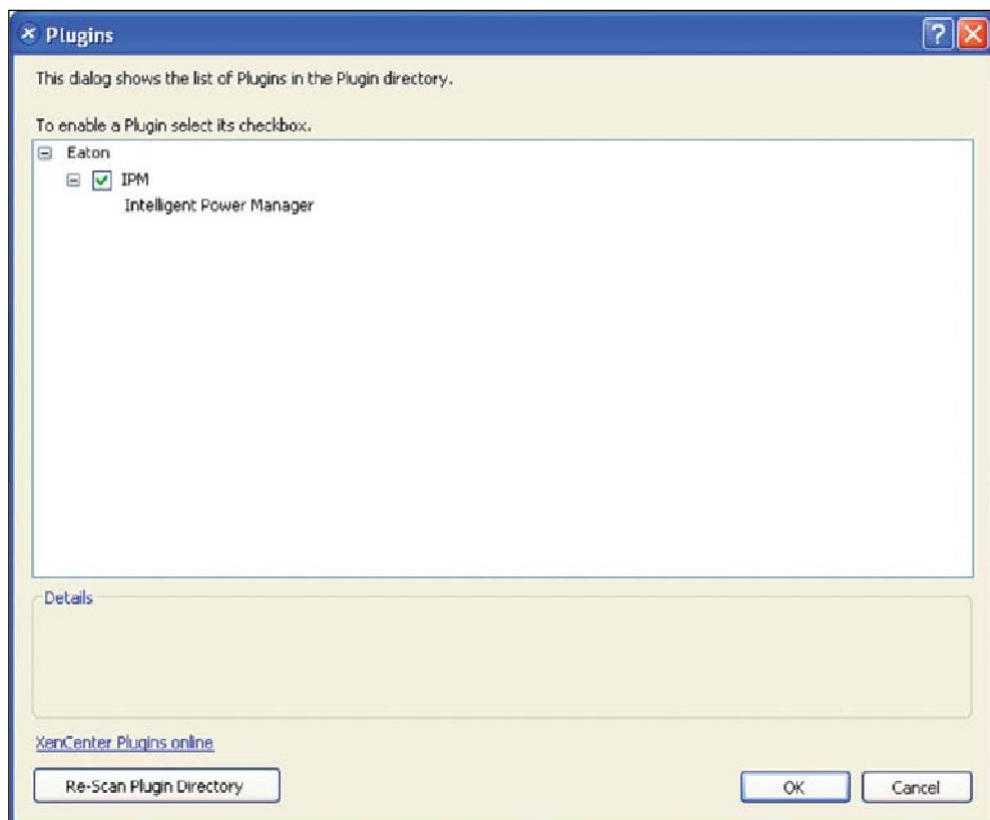 Plugins
This dialog shows the list of Plugins in the Plugin directory.
To enable a Plugin select its checkbox.
Eaton
IPM
Intelligent Power Manager
Details
XenCenter Plugins online
Re-Scan Plugin Directory
OK
Cancel